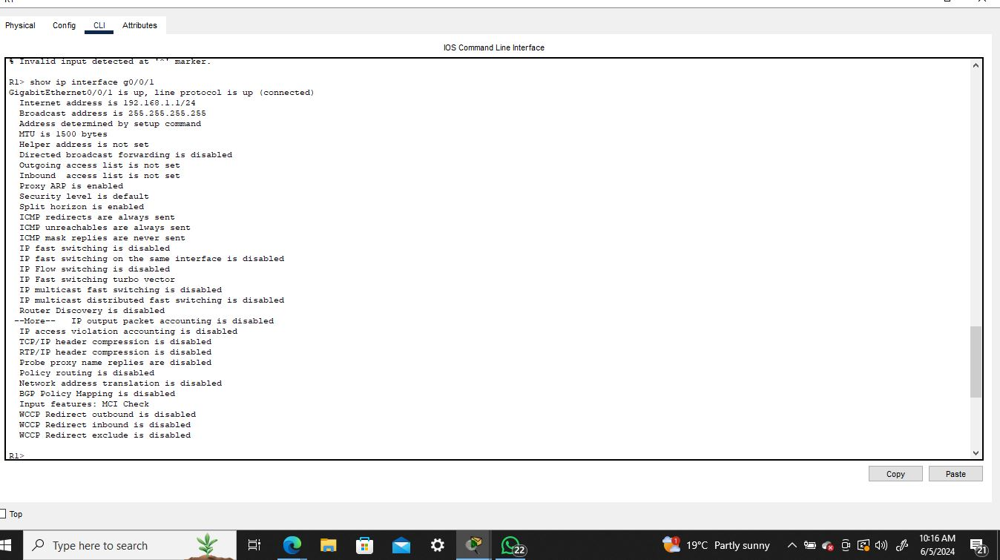 R1
Physical Config CLI Attributes
IOS Command Line Interface
% Invalid input detected at '^' marker.
R1> show ip interface g0/0/1
GigabitEthernet0/0/1 is up, line protocol is up (connected)
Internet address is 192.168.1.1/24
Broadcast address is 255.255.255.255
Address determined by setup command
MTU is 1500 bytes
Helper address is not set
Directed broadcast forwarding is disabled
Outgoing access list is not set
Inbound  access list is not set
Proxy ARP is enabled
Security level is default
Split horizon is enabled
ICMP redirects are always sent
ICMP unreachables are always sent
ICMP mask replies are never sent
IP fast switching is disabled
IP fast switching on the same interface is disabled
IP Flow switching is disabled
IP Fast switching turbo vector
IP multicast fast switching is disabled
IP multicast distributed fast switching is disabled
Router Discovery is disabled
--More--   IP output packet accounting is disabled
IP access violation accounting is disabled
TCP/IP header compression is disabled
RTP/IP header compression is disabled
Probe proxy name replies are disabled
Policy routing is disabled
Network address translation is disabled
BGP Policy Mapping is disabled
Input features: MCI Check
WCCP Redirect outbound is disabled
WCCP Redirect inbound is disabled
WCCP Redirect exclude is disabled
R1>
Copy Paste
Top
Type here to search
22
1
19°C Partly sunny
10:16 AM
6/5/2024
21